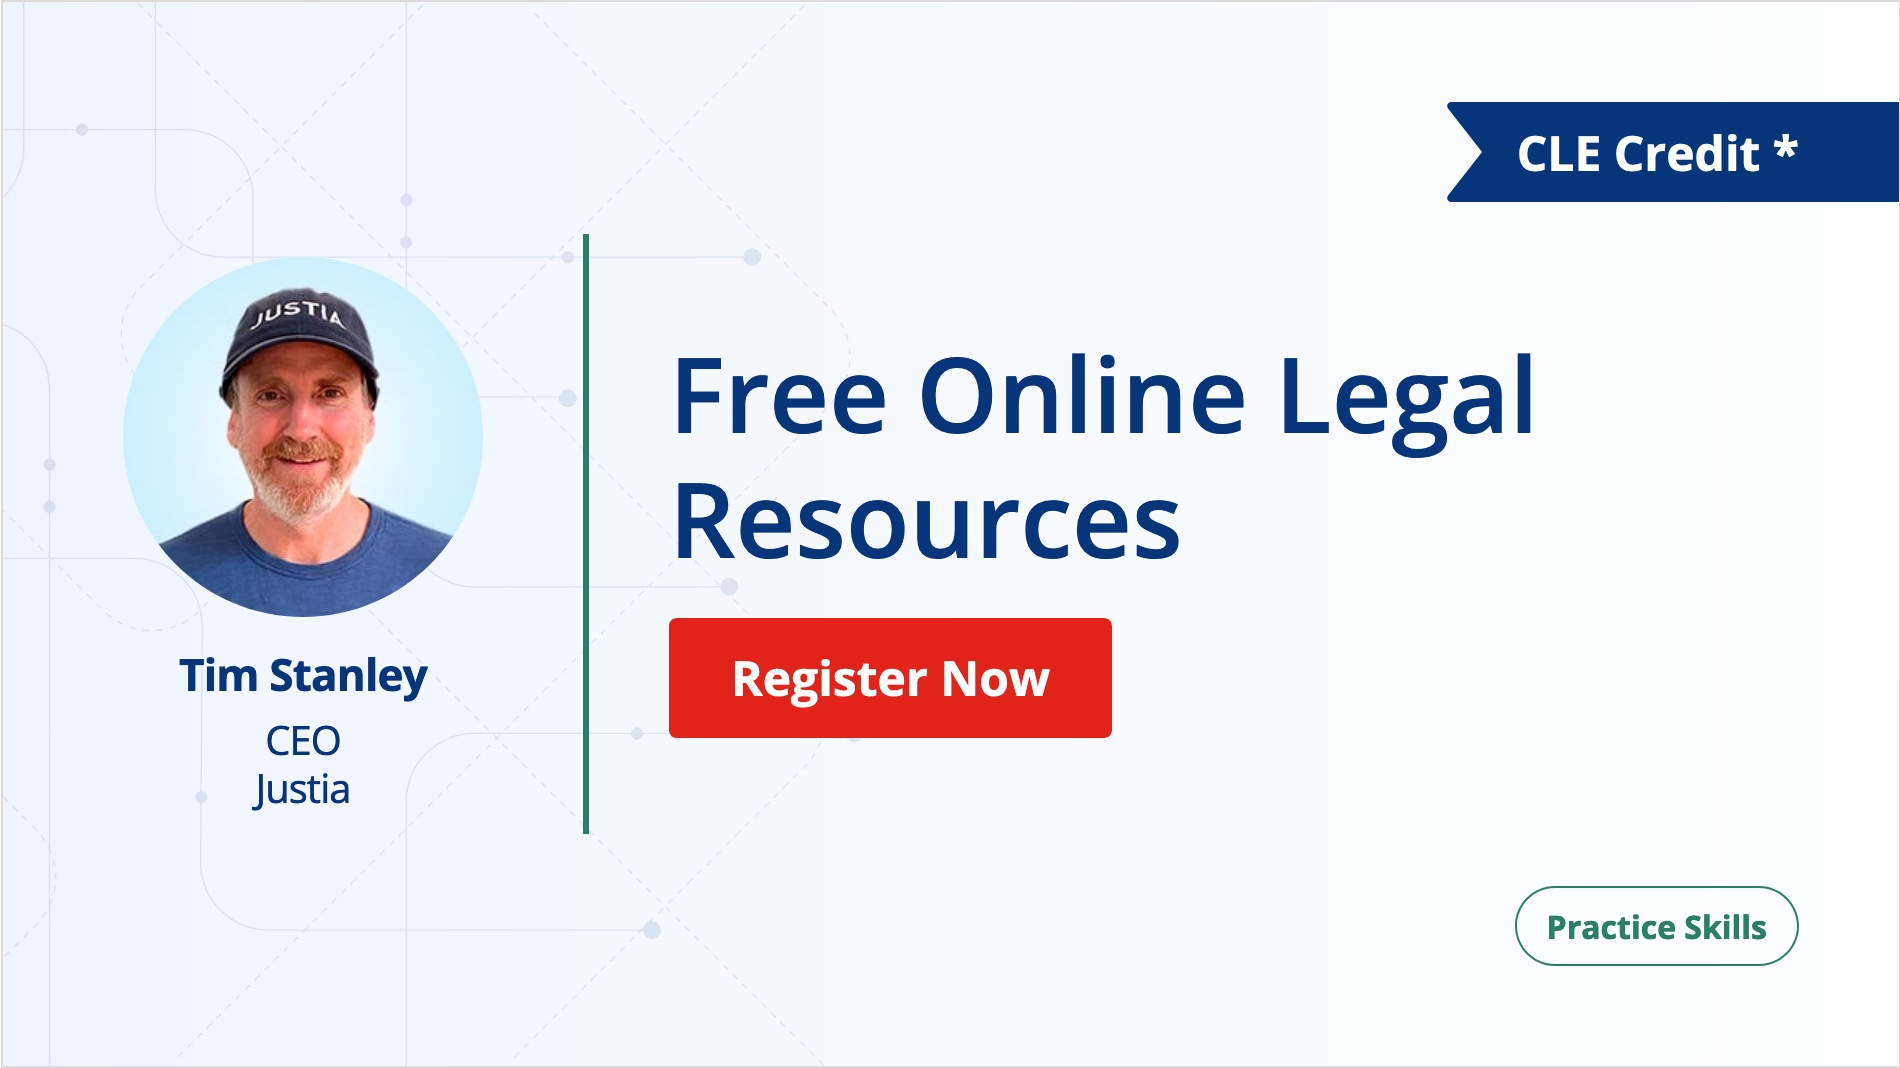 CLE Credit *
JUSTIA
Free Online Legal
Resources
Register Now
Tim Stanley
CEO
Justia
Practice Skills